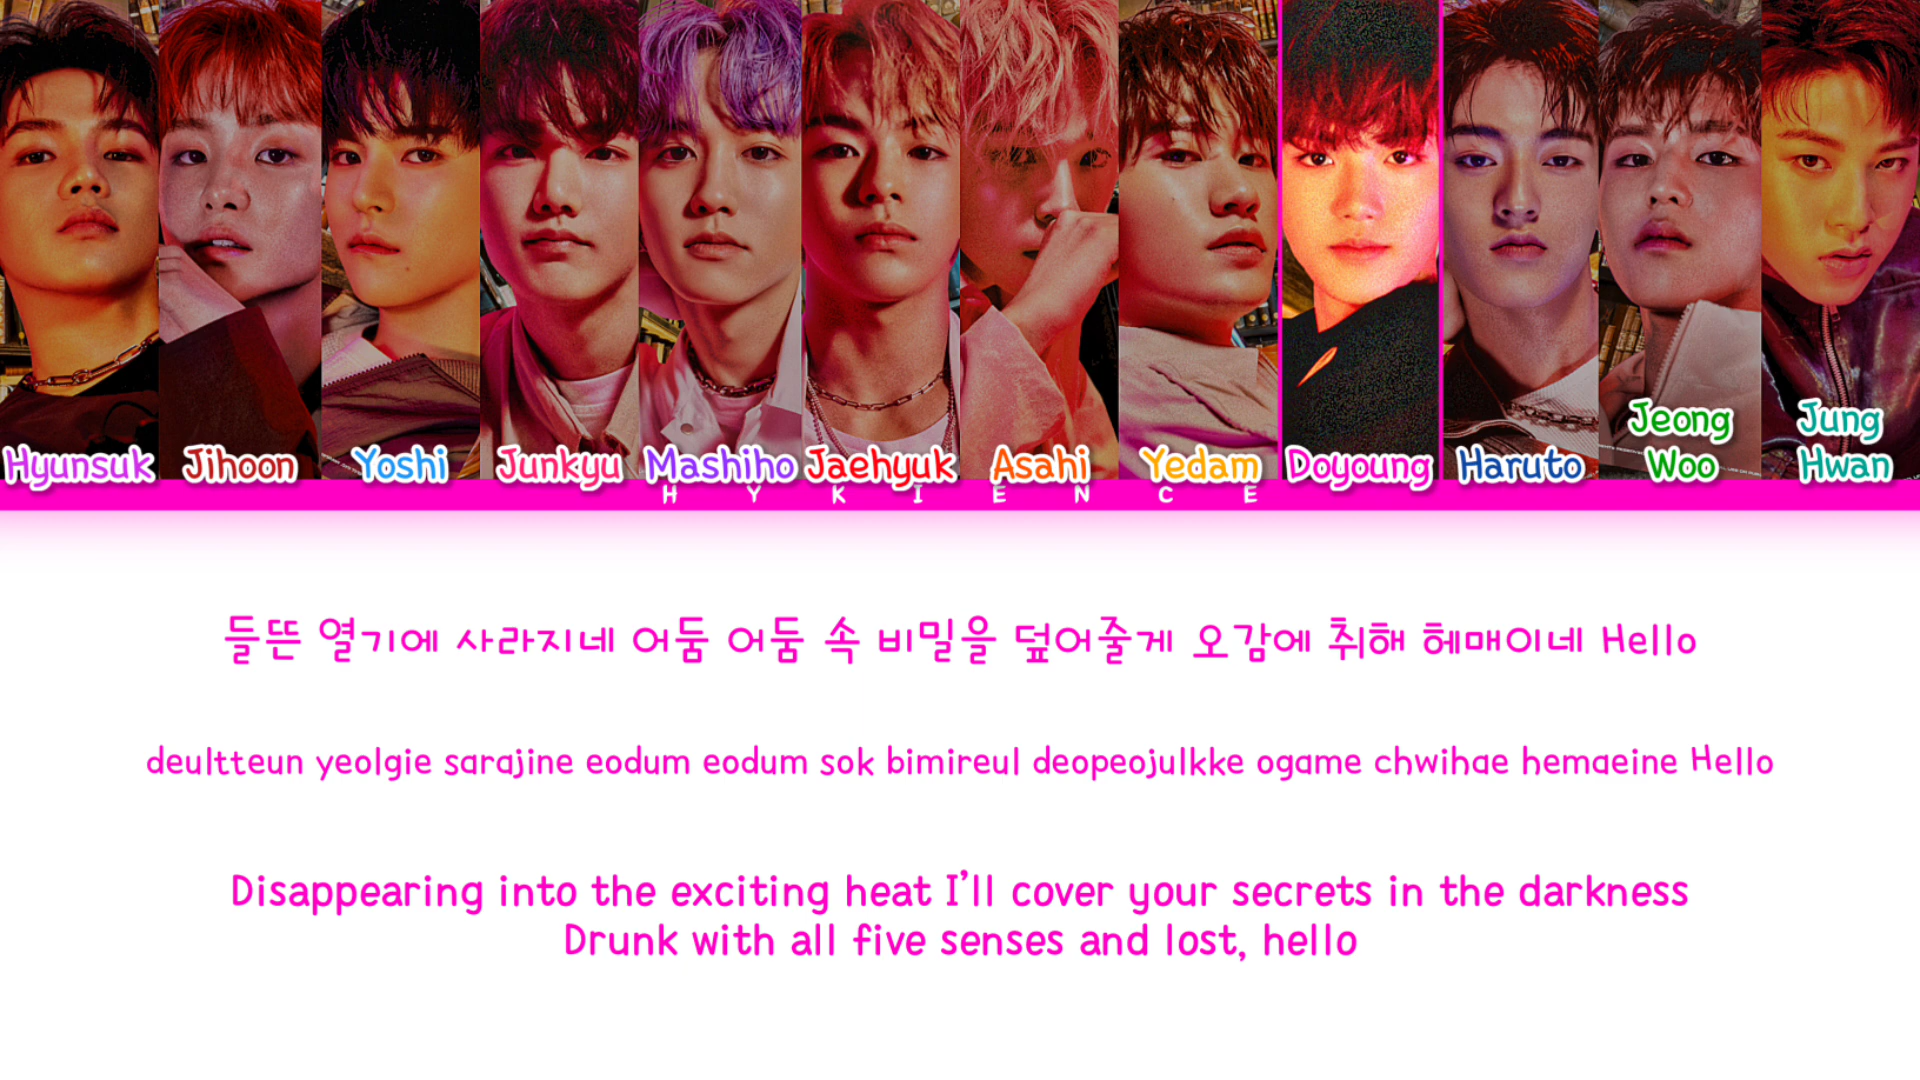 Hyunsuk Jihoon Yoshi Junkyu Mashiho Jaehyuk Asahi Yedam Doyoung Haruto Jeong Woo Jung Hwan
HYKIENCE
들뜬 열기에 사라지네 어둠 어둠 속 비밀을 덮어줄게 오감에 취해 헤매이네 Hello
deultteun yeolgie sarajine eodum eodum sok bimireul deopeojulkke ogame chwihae hemaeine Hello
Disappearing into the exciting heat I'll cover your secrets in the darkness
Drunk with all five senses and lost, hello